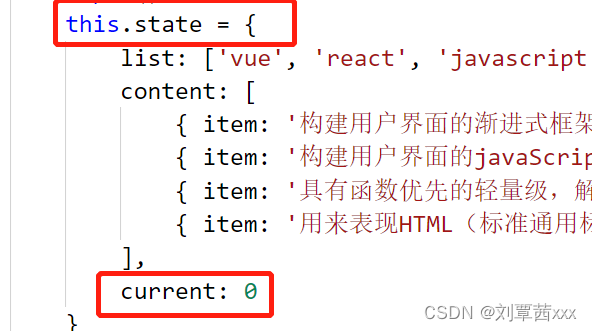 this.state = {
list: ['vue', 'react', 'javascript
content: [
{ item: '构建用户界面的渐进式框架
{ item: '构建用户界面的javaScrip
{ item: '具有函数优先的轻量级，解
{ item: '用来表现HTML（标准通用标
],
current: 0
}
CSDN @刘覃茜xxx